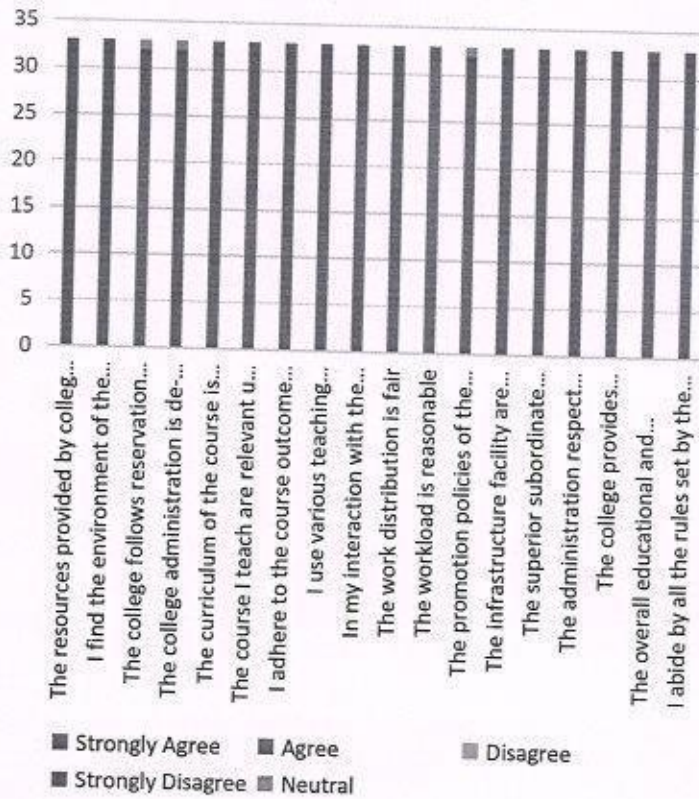 35
30
25
20
15
10
5
0
The resources provided by colleg...
I find the environment of the...
The college follows reservation...
The college administration is de-...
The curriculum of the course is...
The course I teach are relevant u...
I adhere to the course outcome...
I use various teaching...
In my interaction with the...
The work distribution is fair
The workload is reasonable
The promotion policies of the...
The infrastructure facility are...
The superior subordinate...
The administration respect...
The college provides...
The overall educational and...
I abide by all the rules set by the...
Strongly Agree Agree Disagree
Strongly Disagree Neutral